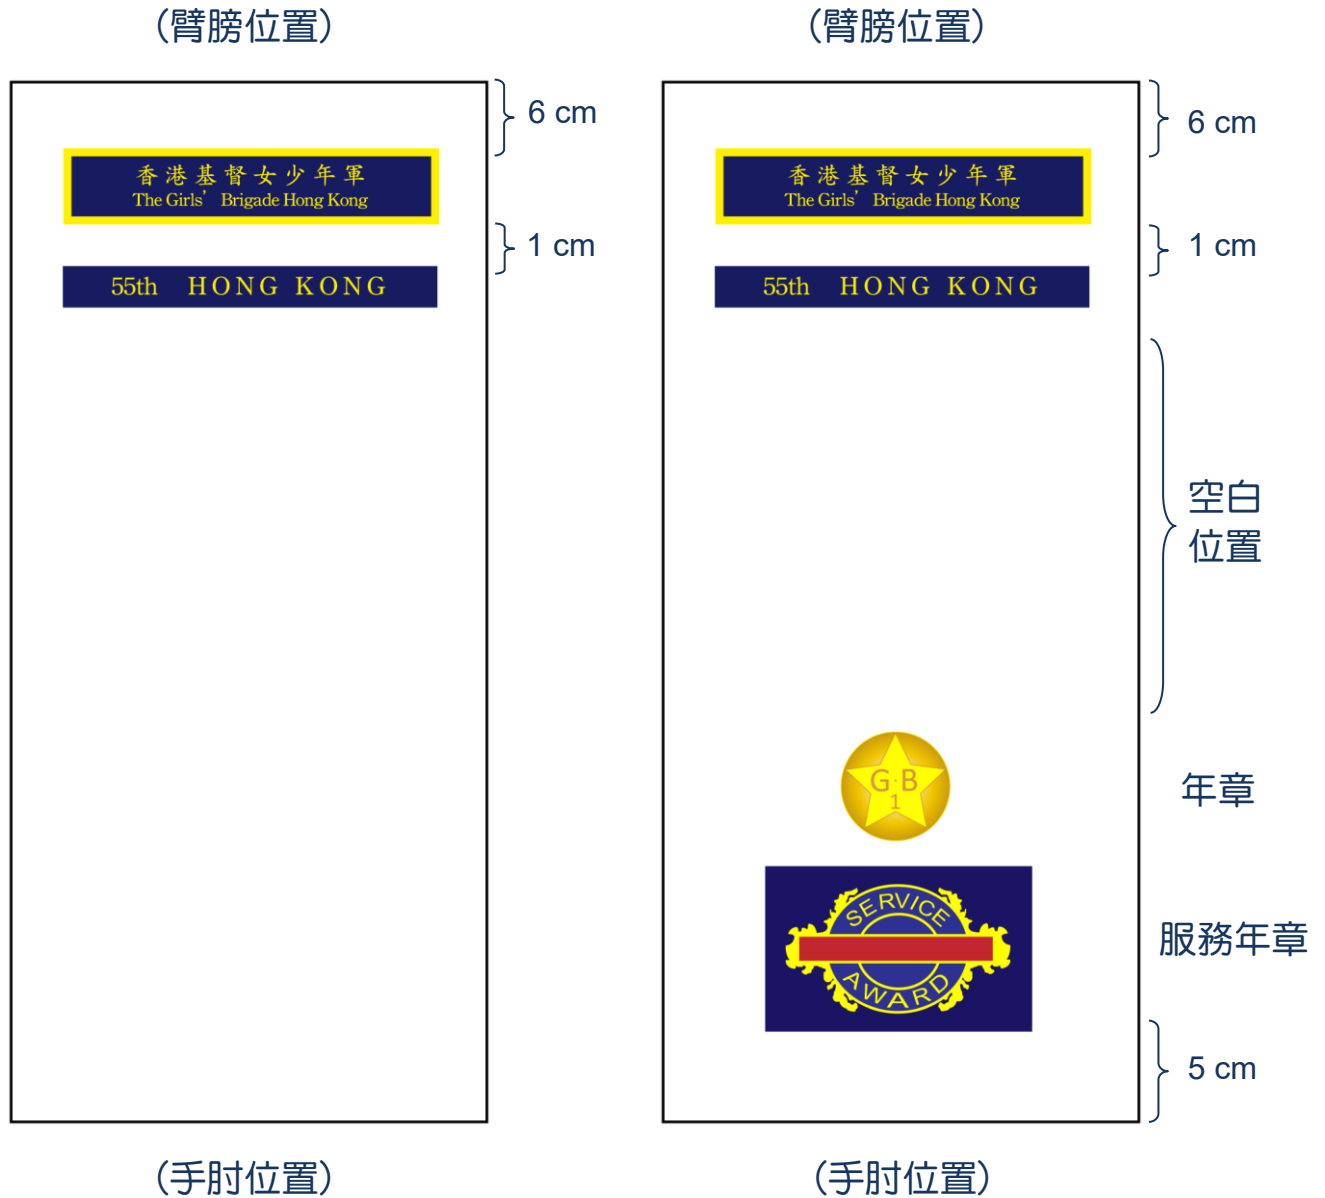 (臂膀位置)
6 cm
香港基督女少年軍
The Girls’ Brigade Hong Kong
1 cm
55th HONG KONG
(手肘位置)
(臂膀位置)
6 cm
香港基督女少年軍
The Girls’ Brigade Hong Kong
1 cm
55th HONG KONG
空白
位置
G·B
1
年章
SERVICE
AWARD
服務年章
5 cm
(手肘位置)